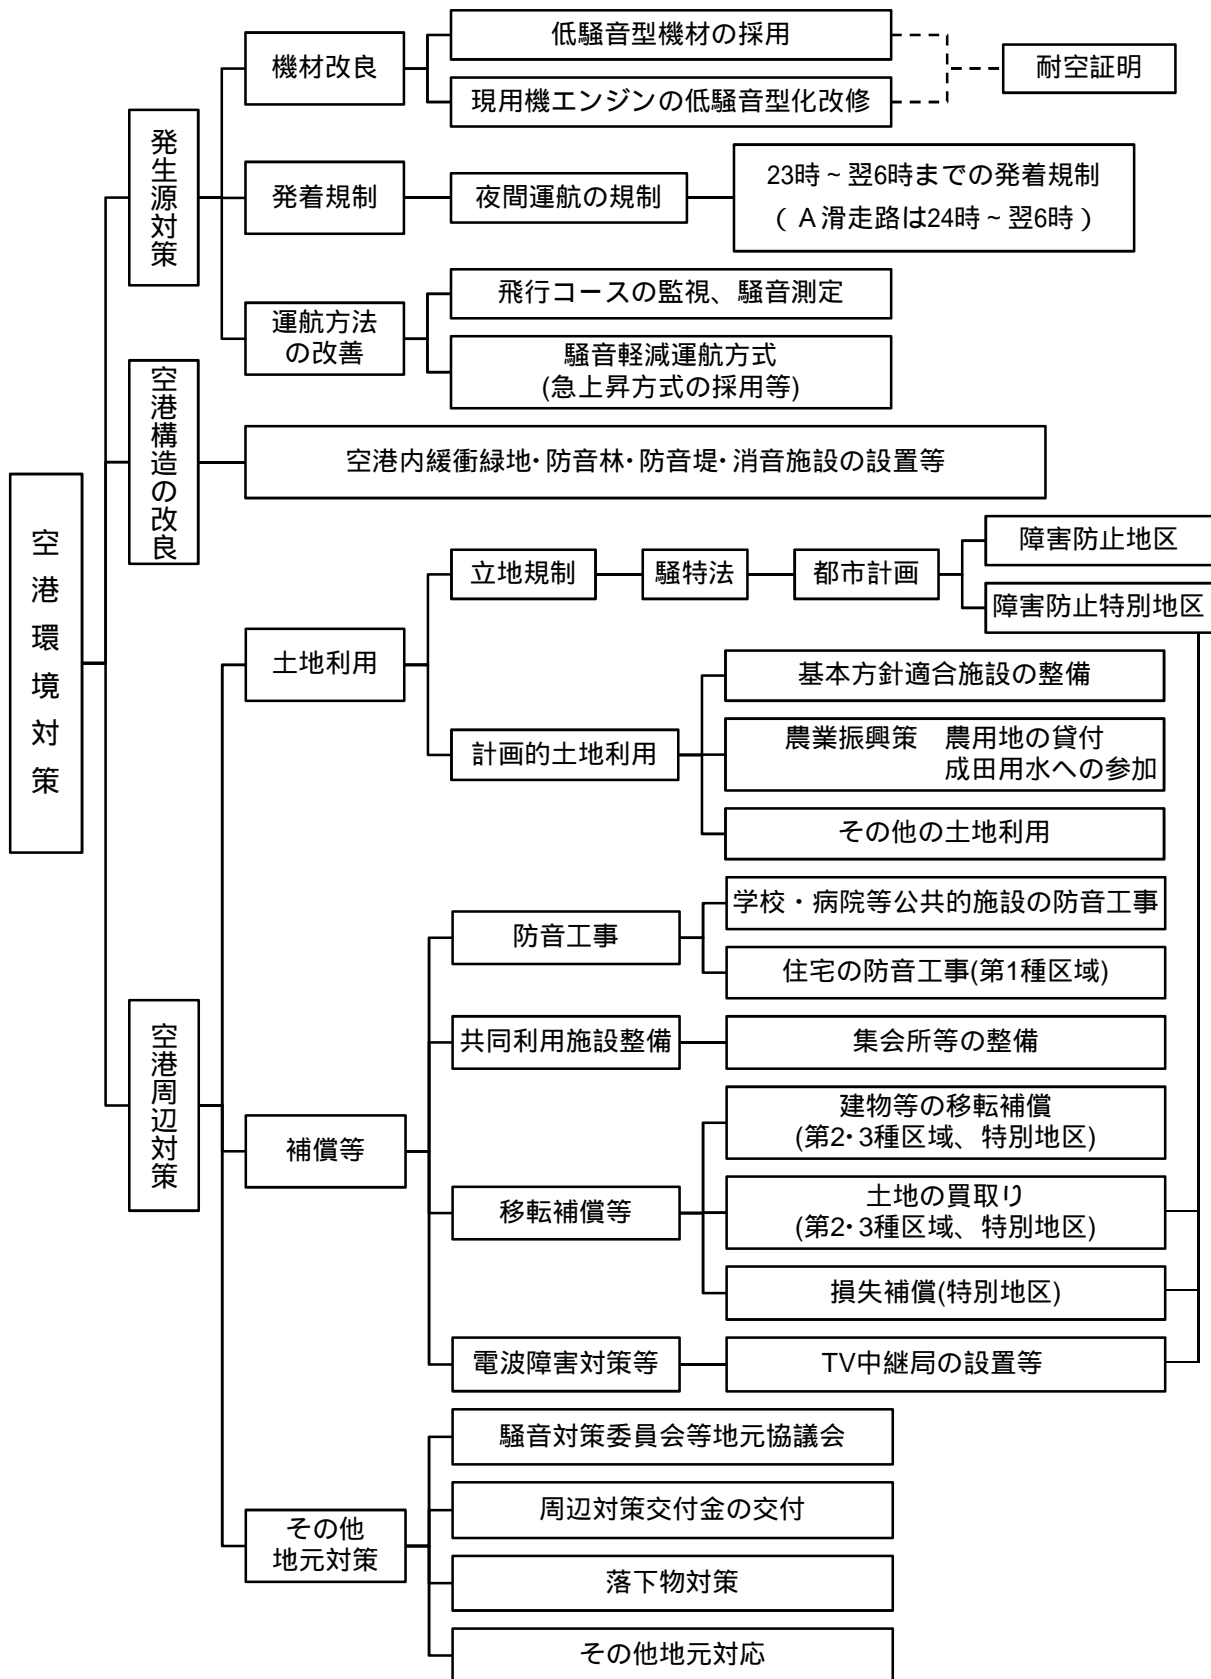 空港環境対策
発生源対策
機材改良
低騒音型機材の採用
現用機エンジンの低騒音型化改修
耐空証明
発着規制
夜間運航の規制
23時~翌6時までの発着規制
(A滑走路は24時~翌6時)
運航方法
の改善
飛行コースの監視、騒音測定
騒音軽減運航方式
(急上昇方式の採用等)
空港構造の改良
空港内緩衝緑地・防音林・防音堤・消音施設の設置等
空港周辺対策
土地利用
立地規制
騒特法
都市計画
障害防止地区
障害防止特別地区
計画的土地利用
基本方針適合施設の整備
農業振興策 農用地の貸付
成田用水への参加
その他の土地利用
補償等
防音工事
学校・病院等公共的施設の防音工事
住宅の防音工事(第1種区域)
共同利用施設整備
集会所等の整備
移転補償等
建物等の移転補償
(第2・3種区域、特別地区)
土地の買取り
(第2・3種区域、特別地区)
損失補償(特別地区)
電波障害対策等
TV中継局の設置等
その他
地元対策
騒音対策委員会等地元協議会
周辺対策交付金の交付
落下物対策
その他地元対応